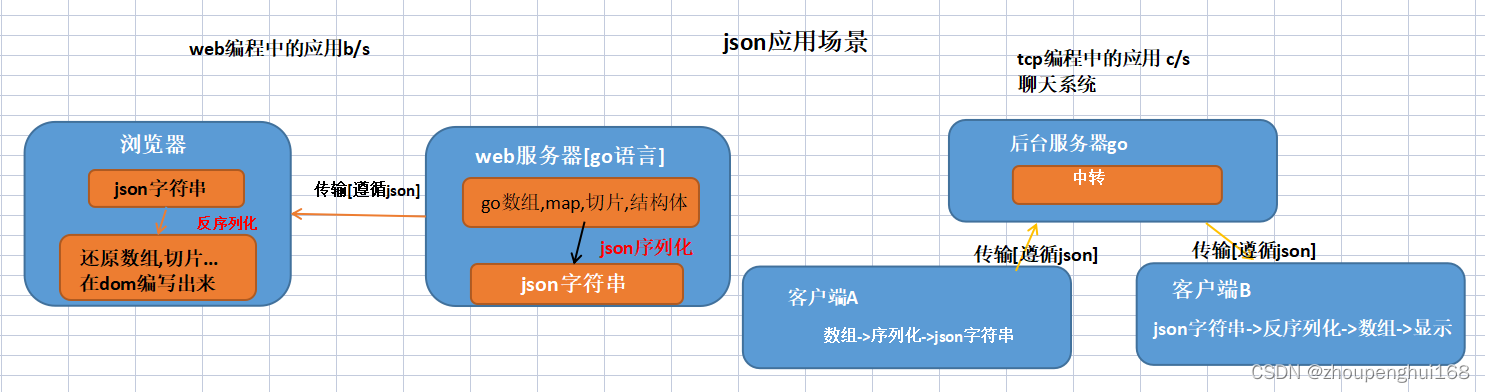 json应用场景
web编程中的应用b/s
浏览器
json字符串
反序列化
还原数组,切片...
在dom编写出来
传输[遵循json]
web服务器[go语言]
go数组,map,切片,结构体
json序列化
json字符串
tcp编程中的应用 c/s
聊天系统
后台服务器go
中转
传输[遵循json]
传输[遵循json]
客户端A
数组->序列化->json字符串
客户端B
json字符串->反序列化->数组->显示
CSDN @zhoupenghui168